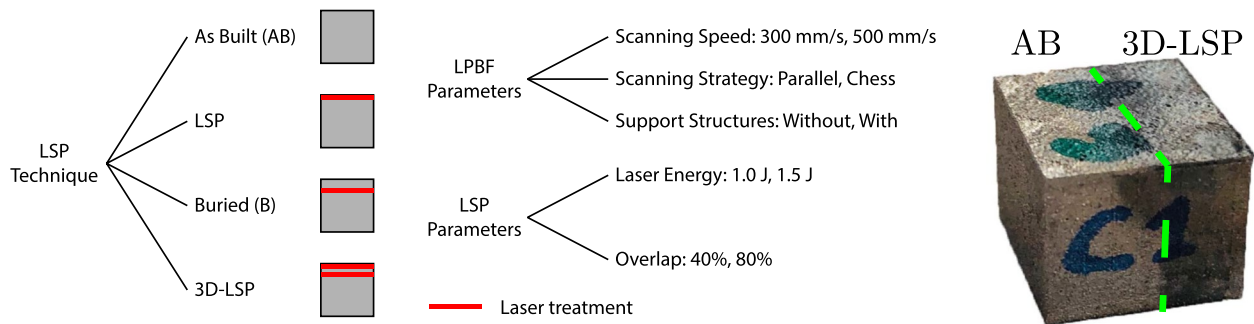 LSP
Technique
As Built (AB)
LSP
Buried (B)
3D-LSP
LPBF
Parameters
Scanning Speed: 300 mm/s, 500 mm/s
Scanning Strategy: Parallel, Chess
Support Structures: Without, With
LSP
Parameters
Laser Energy: 1.0 J, 1.5 J
Overlap: 40%, 80%
Laser treatment
AB 3D-LSP
C1